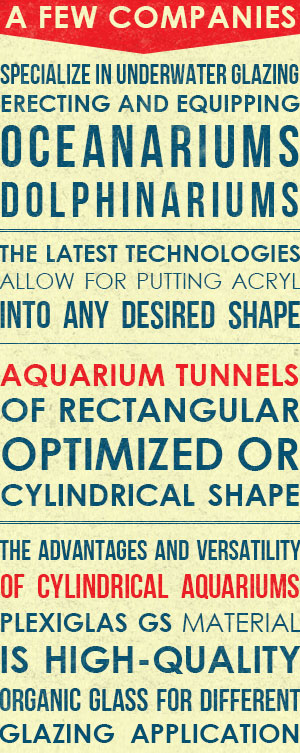 A FEW COMPANIES
SPECIALIZE IN UNDERWATER GLAZING
ERECTING AND EQUIPPING
OCEANARIUMS
DOLPHINARIUMS
THE LATEST TECHNOLOGIES
ALLOW FOR PUTTING ACRYL
INTO ANY DESIRED SHAPE
AQUARIUM TUNNELS
OF RECTANGULAR
OPTIMIZED OR
CYLINDRICAL SHAPE
THE ADVANTAGES AND VERSATILITY
OF CYLINDRICAL AQUARIUMS
PLEXIGLAS GS MATERIAL
IS HIGH-QUALITY
ORGANIC GLASS FOR DIFFERENT
GLAZING APPLICATION